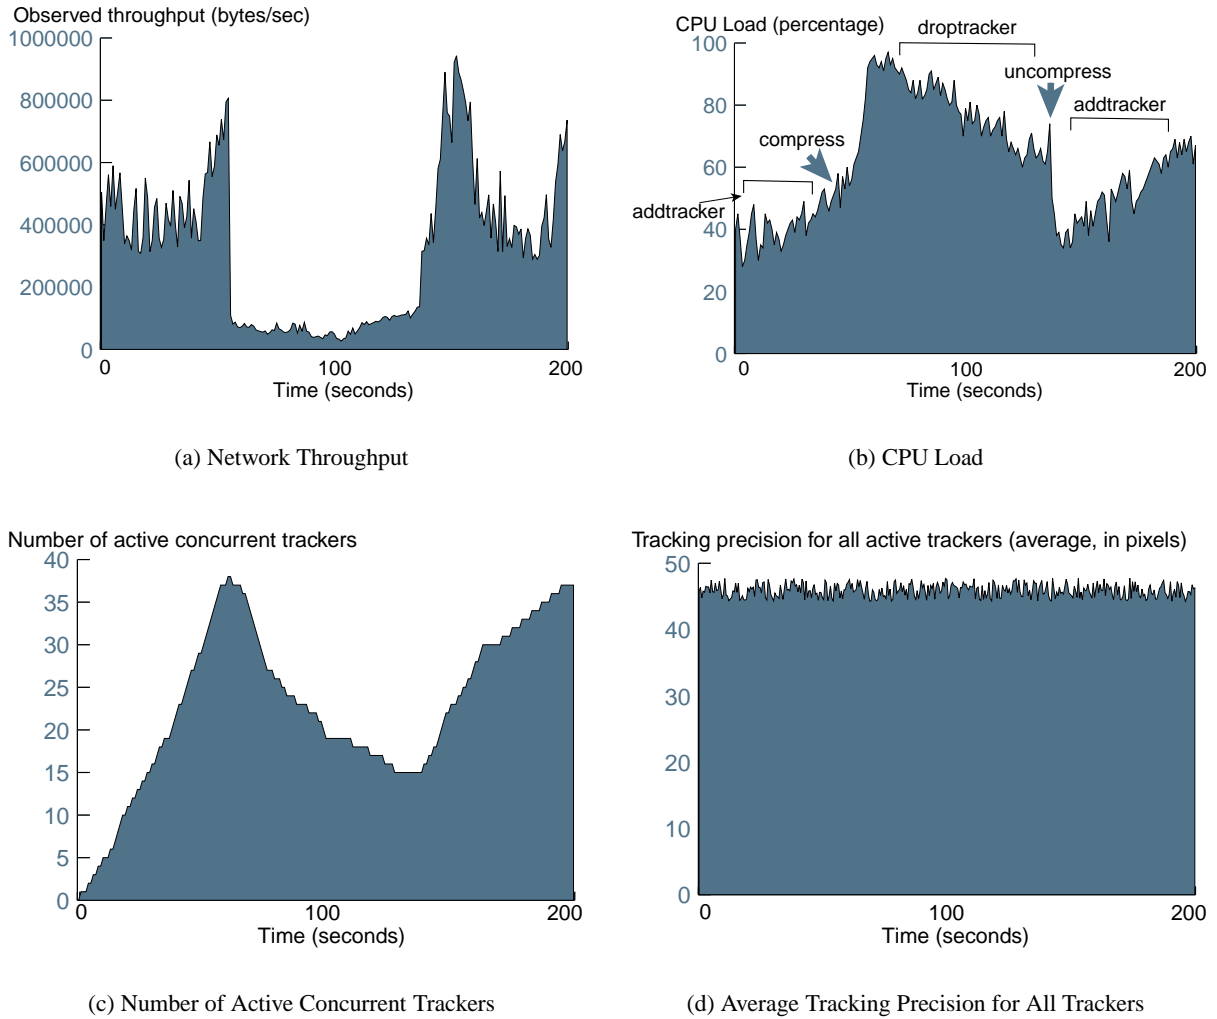 Observed throughput (bytes/sec)
1000000
800000
600000
400000
200000
0
0 100 200
Time (seconds)
(a) Network Throughput
CPU Load (percentage)
droptracker
100
uncompress
80
addtracker
compress
60
addtracker
40
20
0
0 100 200
Time (seconds)
(b) CPU Load
Number of active concurrent trackers
40
35
30
25
20
15
10
5
0
0 100 200
Time (seconds)
(c) Number of Active Concurrent Trackers
Tracking precision for all active trackers (average, in pixels)
50
40
30
20
10
0
0 100 200
Time (seconds)
(d) Average Tracking Precision for All Trackers